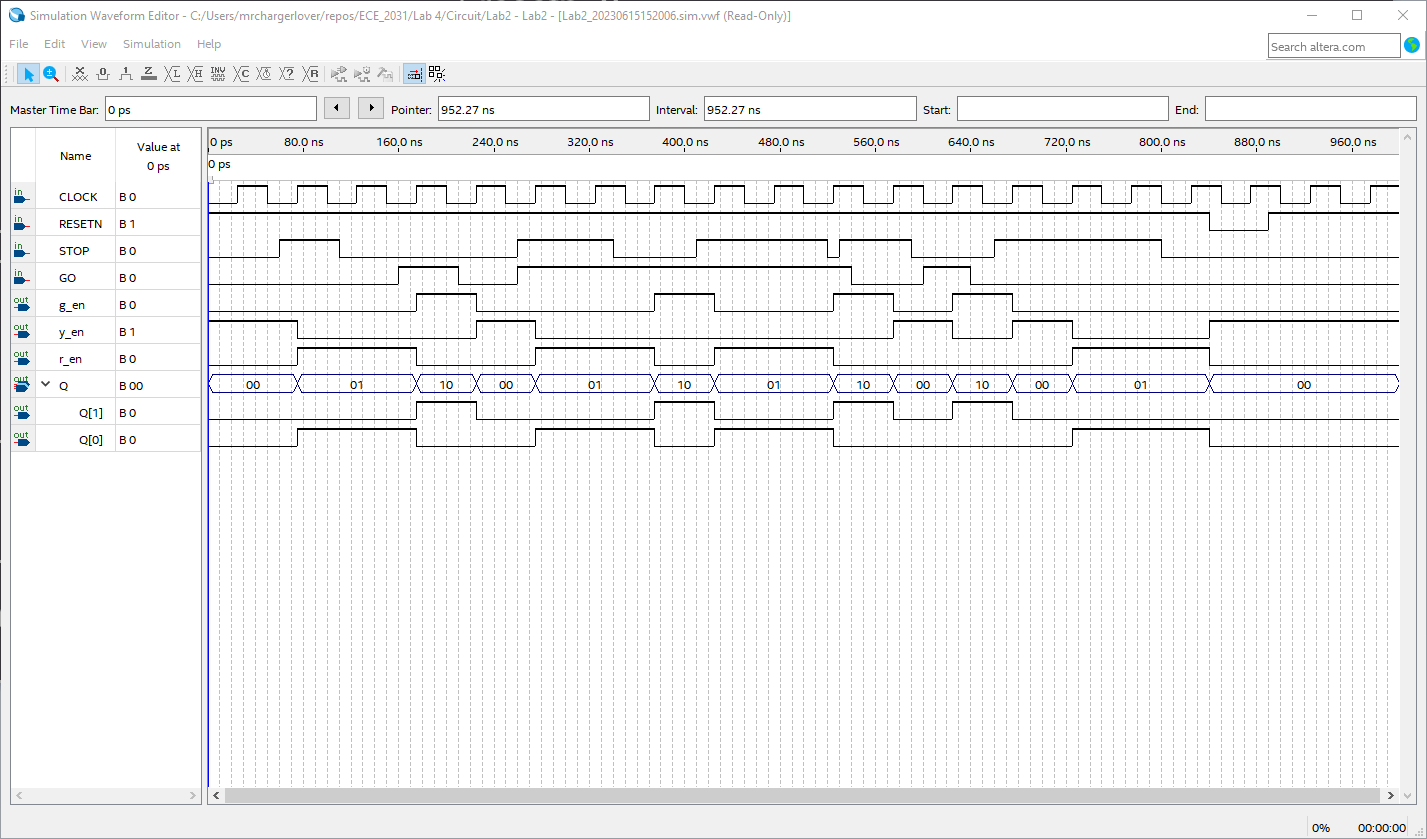 Simulation Waveform Editor - C:/Users/mrchargerlover/repos/ECE_2031/Lab 4/Circuit/Lab2 - Lab2 - [Lab2_20230615152006.sim.vwf (Read-Only)]
File Edit View Simulation Help
Search altera.com
Master Time Bar: 0 ps Pointer: 952.27 ns Interval: 952.27 ns Start: End:
Name Value at 0 ps
0 ps 80.0 ns 160.0 ns 240.0 ns 320.0 ns 400.0 ns 480.0 ns 560.0 ns 640.0 ns 720.0 ns 800.0 ns 880.0 ns 960.0 ns
0 ps
in CLOCK B 0
in RESETN B 1
in STOP B 0
in GO B 0
out g_en B 0
out y_en B 1
out r_en B 0
out Q B 00 00 01 10 00 01 10 01 10 00 10 00 01 00
out Q[1] B 0
out Q[0] B 0
0% 00:00:00